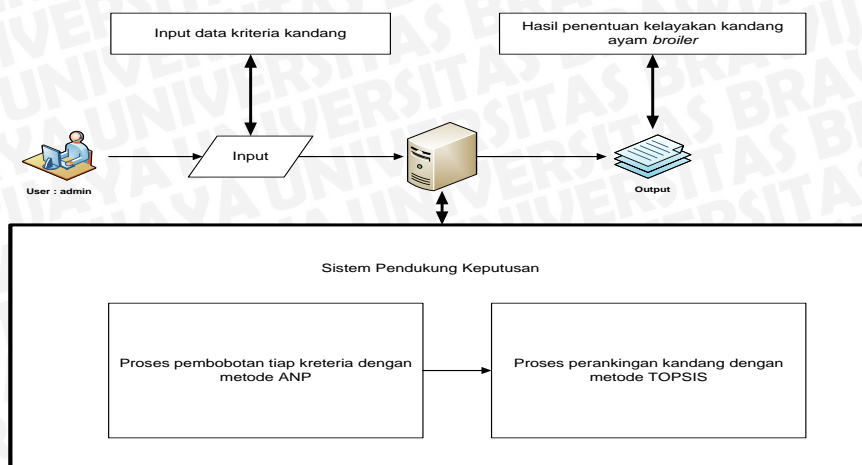 Input data kriteria kandang
Hasil penentuan kelayakan kandang
ayam broiler
Input
User : admin
Output
Sistem Pendukung Keputusan
Proses pembobotan tiap kreteria dengan
metode ANP
Proses perankingan kandang dengan
metode TOPSIS